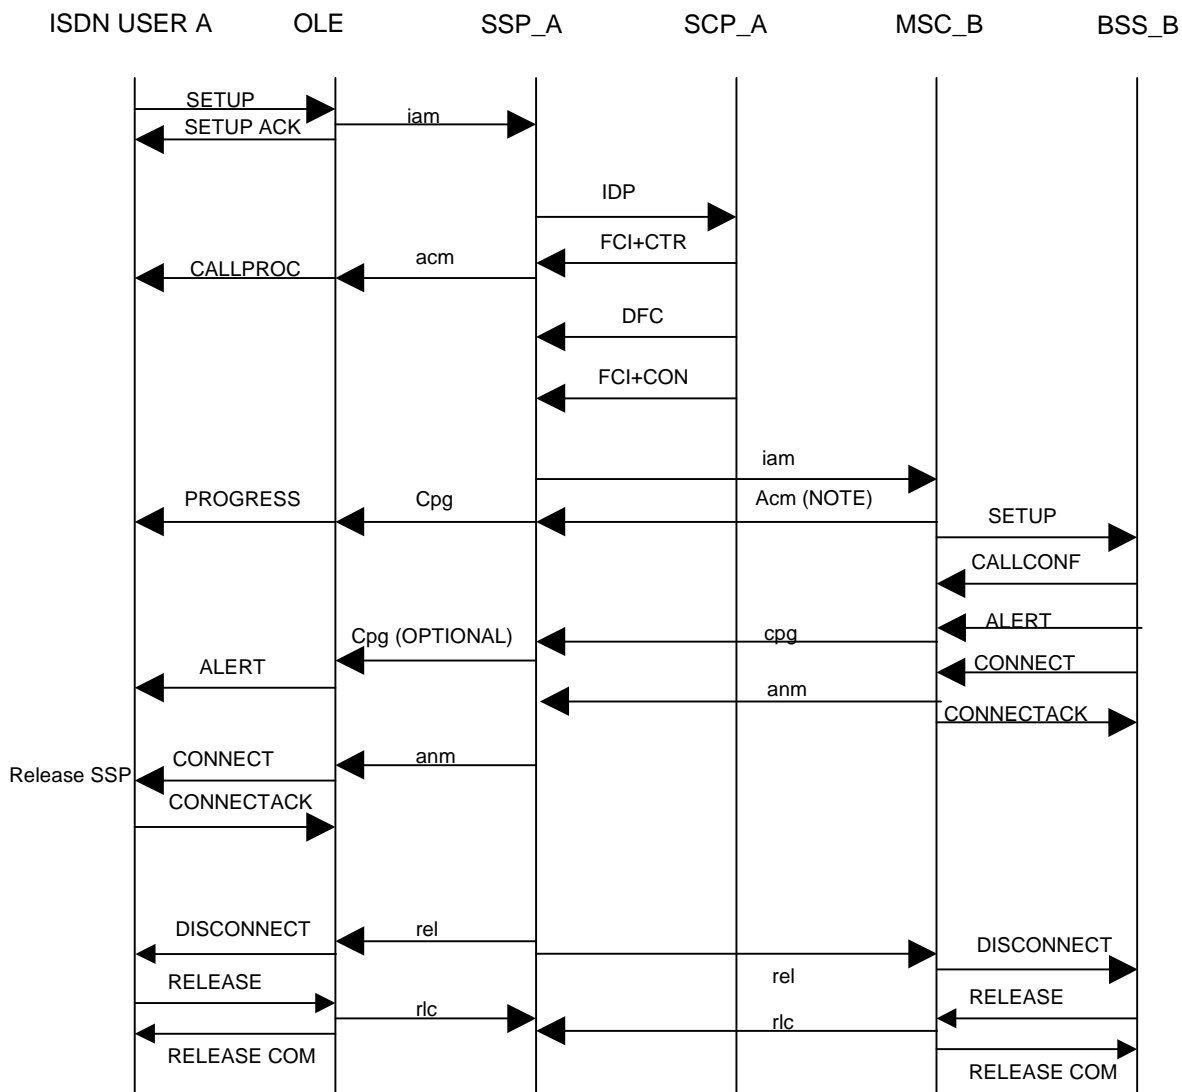 ISDN USER A OLE SSP_A SCP_A MSC_B BSS_B
SETUP
SETUP ACK
iam
IDP
FCI+CTR
acm
CALLPROC
DFC
FCI+CON
iam
PROGRESS
Cpg
Acm (NOTE)
SETUP
CALLCONF
ALERT
cpg
Cpg (OPTIONAL)
ALERT
CONNECT
anm
CONNECTACK
anm
CONNECT
Release SSP
CONNECTACK
DISCONNECT
rel
DISCONNECT
rel
RELEASE
RELEASE
rlc
rlc
RELEASE COM
RELEASE COM